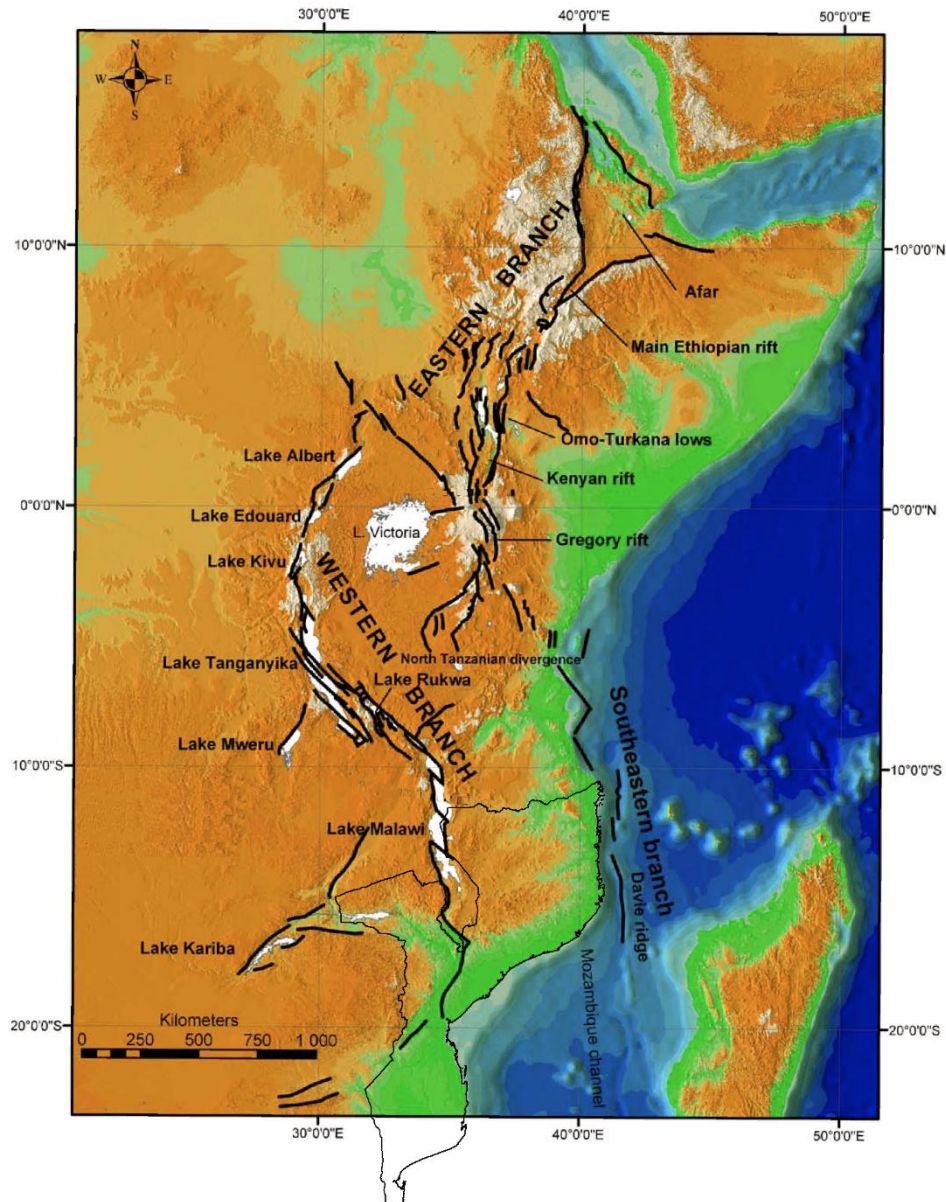 30°0'0"E
40°0'0"E
50°0'0"E
N
W
E
S
10°0'0"N
10°0'0"N
EASTERN BRANCH
Afar
Main Ethiopian rift
Omo-Turkana lows
Lake Albert
Kenyan rift
0°0'0"N
0°0'0"N
Lake Edouard
L. Victoria
Gregory rift
Lake Kivu
WESTERN BRANCH
North Tanzanian divergence
Lake Tanganyika
Lake Rukwa
Lake Mweru
Southeastern branch
10°0'0"S
10°0'0"S
Lake Malawi
Davie ridge
Lake Kariba
Mozambique channel
20°0'0"S
20°0'0"S
Kilometers
0 250 500 750 1 000
30°0'0"E
40°0'0"E
50°0'0"E